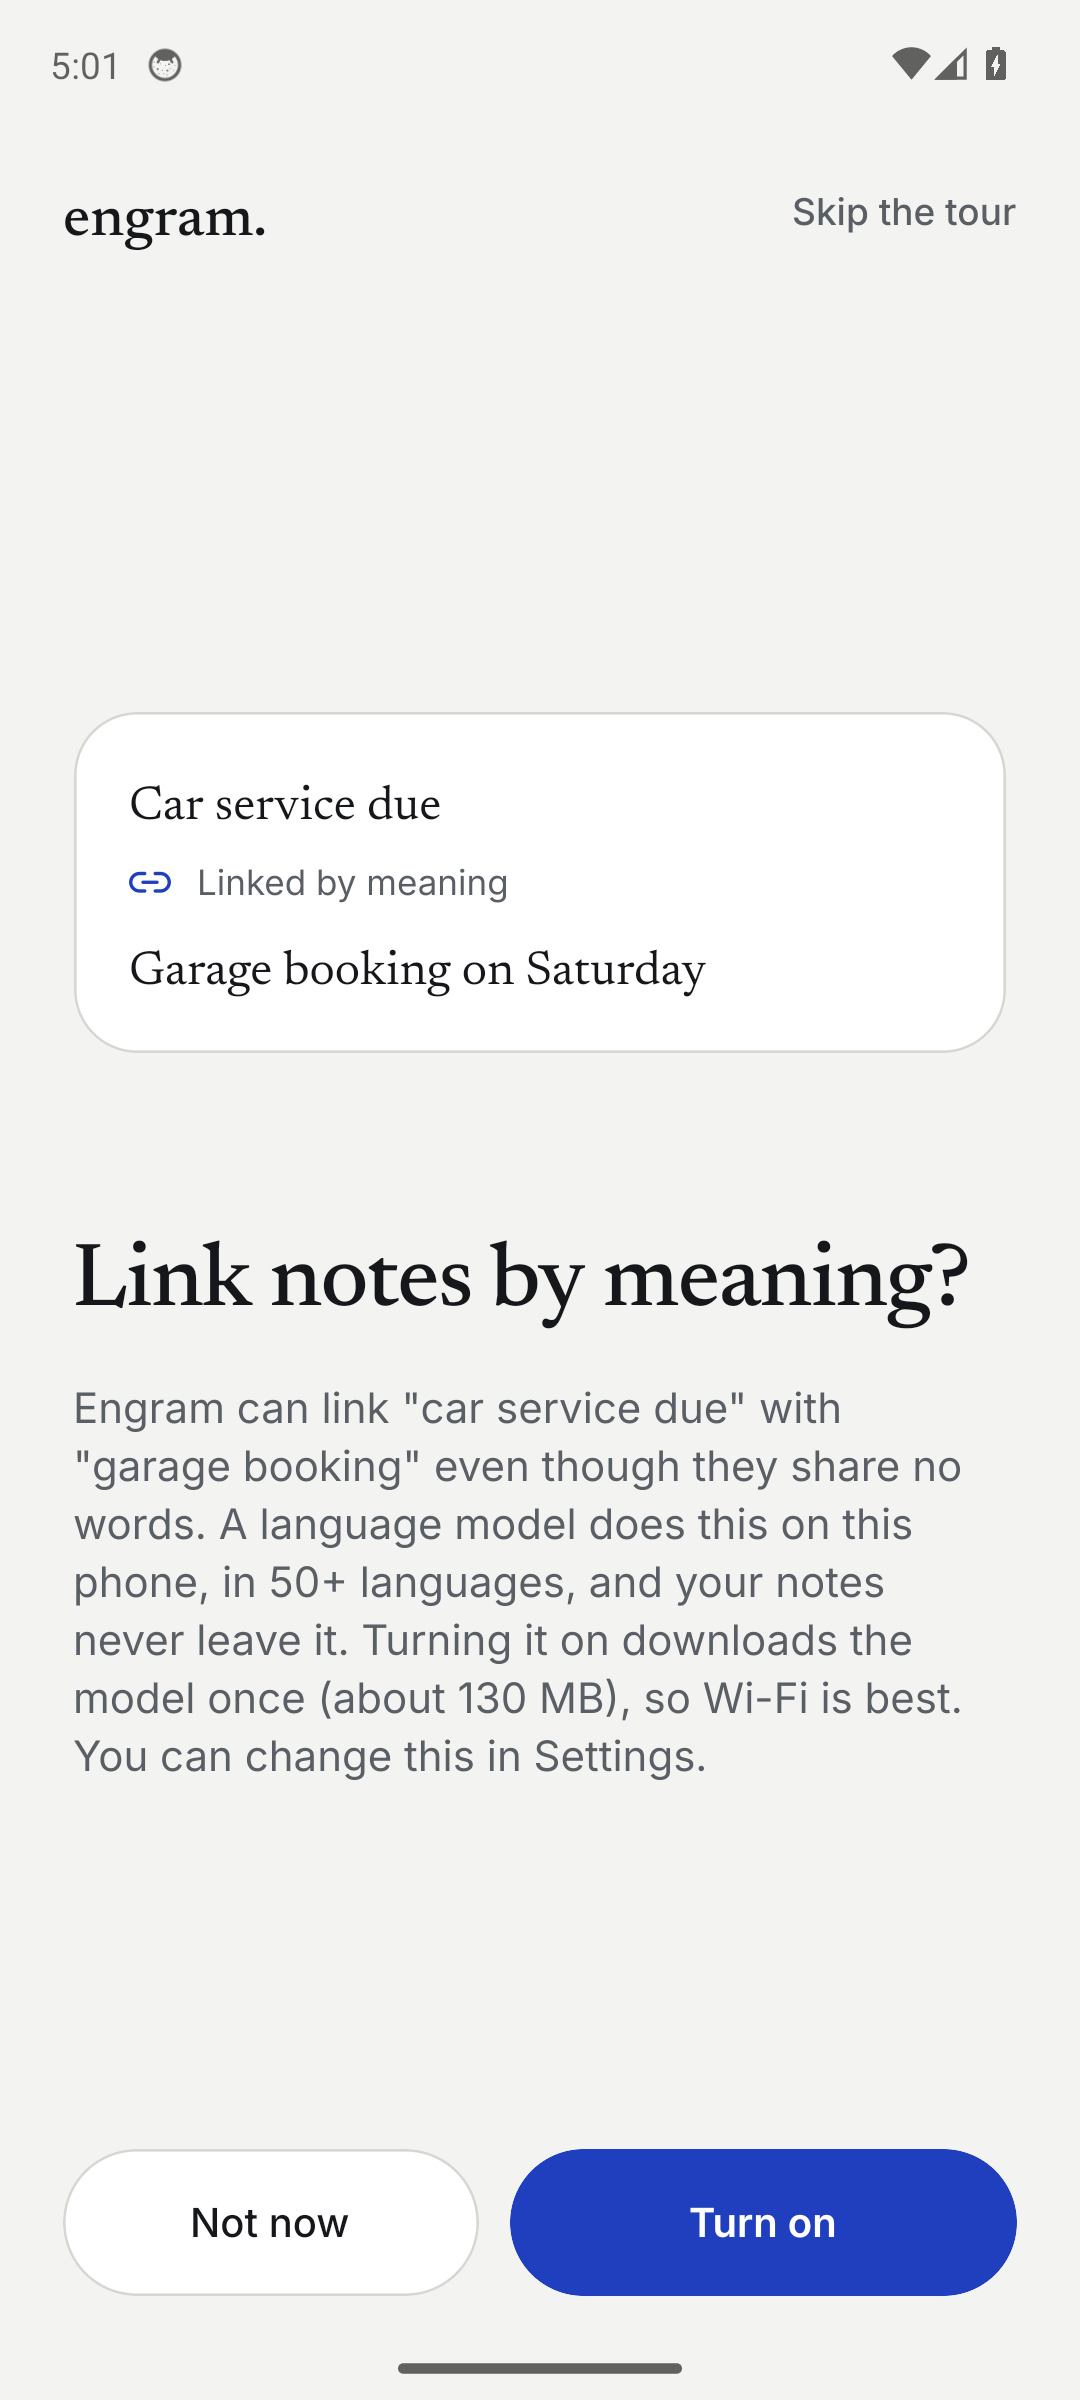 5:01
engram.
Skip the tour
Car service due
Linked by meaning
Garage booking on Saturday
Link notes by meaning?
Engram can link "car service due" with
"garage booking" even though they share no
words. A language model does this on this
phone, in 50+ languages, and your notes
never leave it. Turning it on downloads the
model once (about 130 MB), so Wi-Fi is best.
You can change this in Settings.
Not now
Turn on